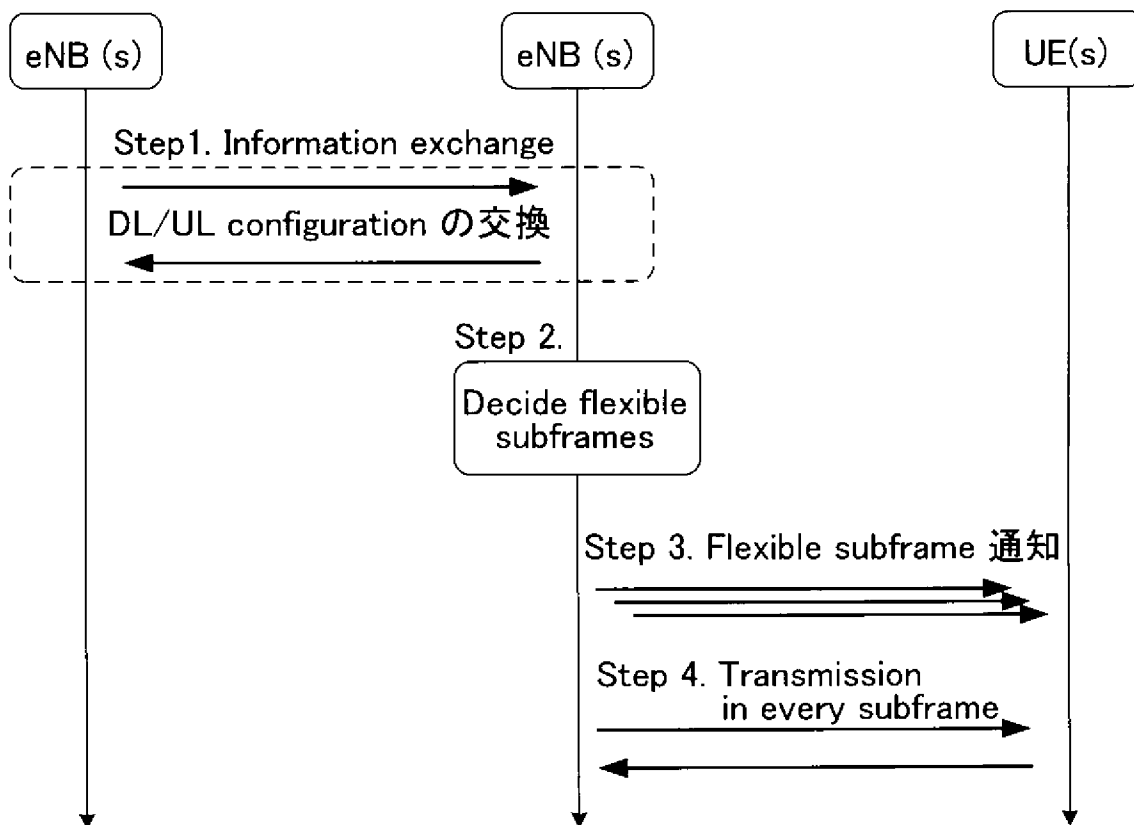 eNB (s)
eNB (s)
UE(s)
Step1. Information exchange
DL/UL configuration の交換
Step 2.
Decide flexible
subframes
Step 3. Flexible subframe 通知
Step 4. Transmission
in every subframe